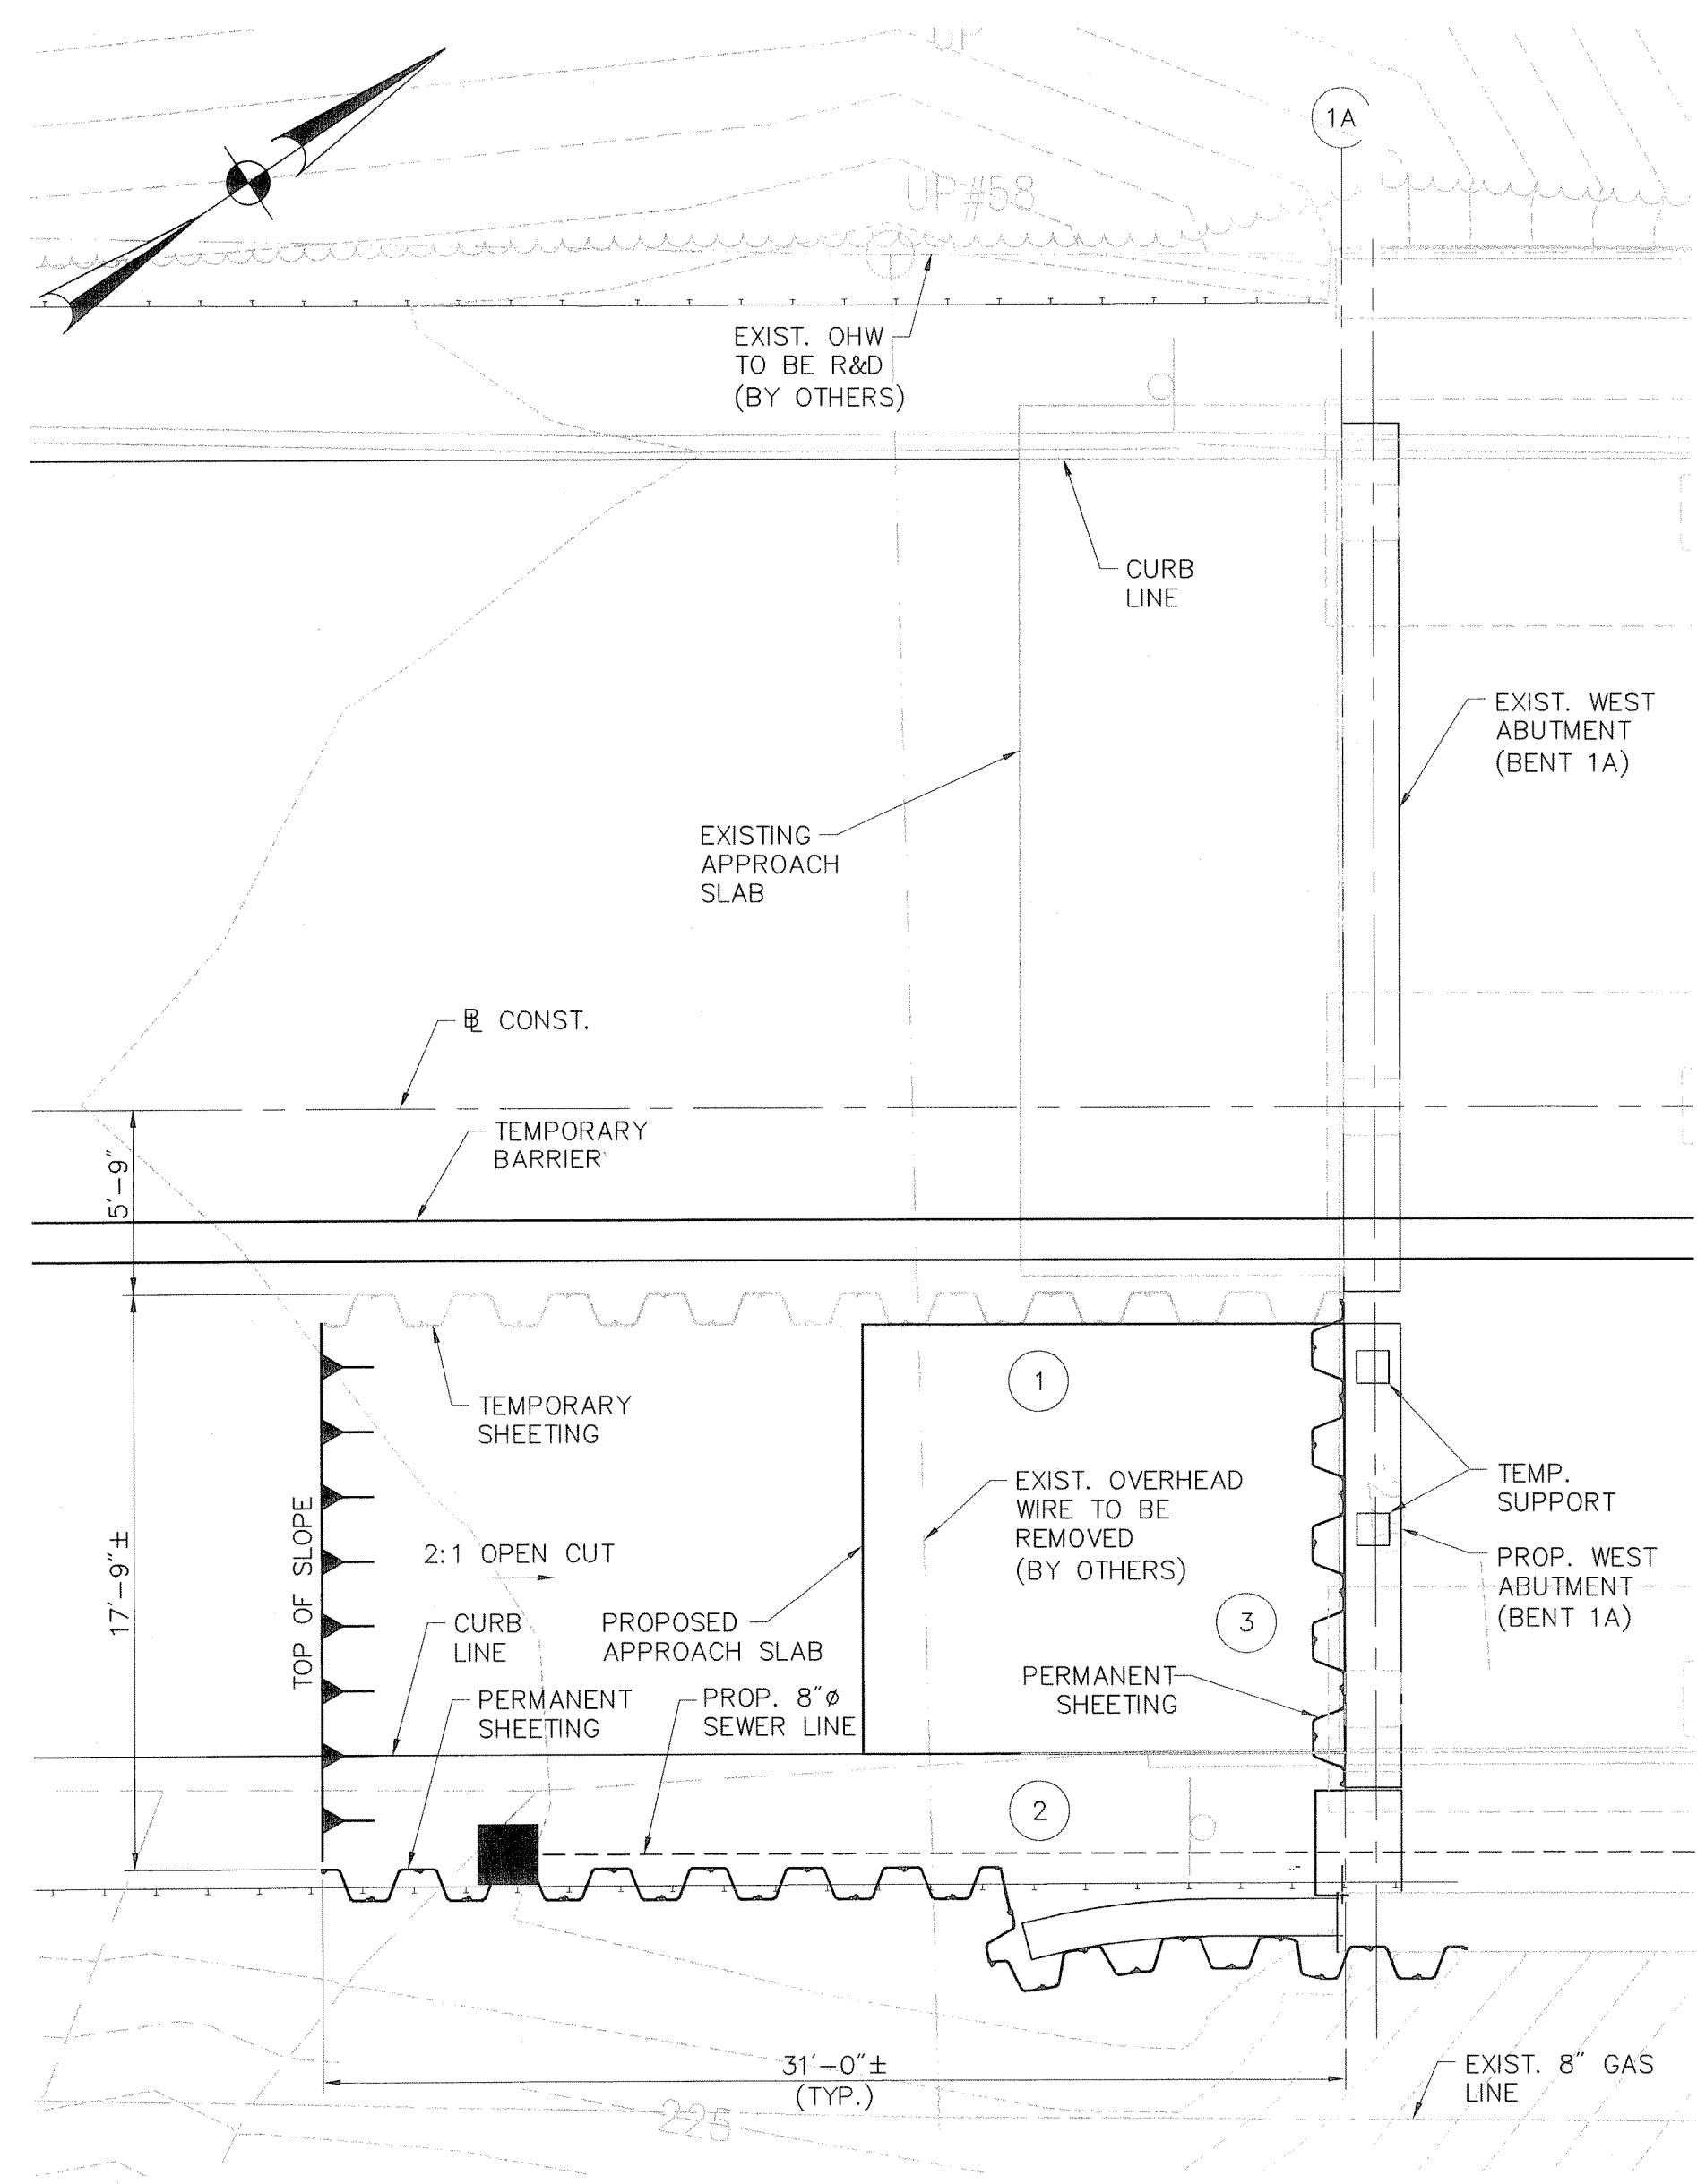 UP
1A
UP#58
EXIST. OHW
TO BE R&D
(BY OTHERS)
CURB
LINE
EXIST. WEST
ABUTMENT
(BENT 1A)
EXISTING
APPROACH
SLAB
B̵L CONST.
TEMPORARY
BARRIER
5'-9"
1
TEMPORARY
SHEETING
TEMP.
SUPPORT
EXIST. OVERHEAD
WIRE TO BE
REMOVED
(BY OTHERS)
TOP OF SLOPE
2:1 OPEN CUT
17'-9"±
PROP. WEST
ABUTMENT
(BENT 1A)
CURB
LINE
PROPOSED
APPROACH SLAB
3
PERMANENT
SHEETING
PERMANENT
SHEETING
PROP. 8"ø
SEWER LINE
2
31'-0"±
(TYP.)
EXIST. 8" GAS
LINE
225